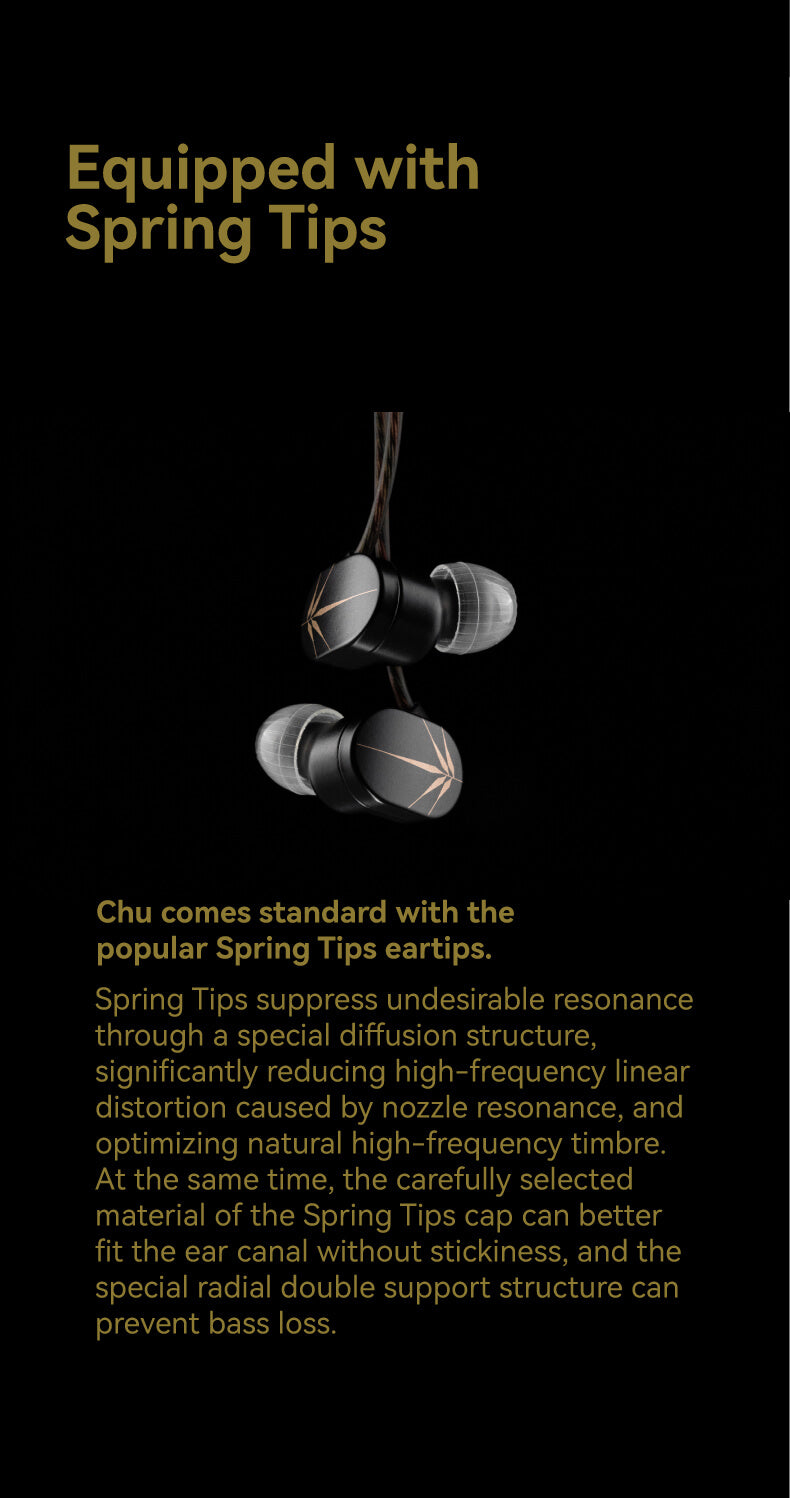 Equipped with
Spring Tips
Chu comes standard with the
popular Spring Tips eartips.
Spring Tips suppress undesirable resonance
through a special diffusion structure,
significantly reducing high-frequency linear
distortion caused by nozzle resonance, and
optimizing natural high-frequency timbre.
At the same time, the carefully selected
material of the Spring Tips cap can better
fit the ear canal without stickiness, and the
special radial double support structure can
prevent bass loss.